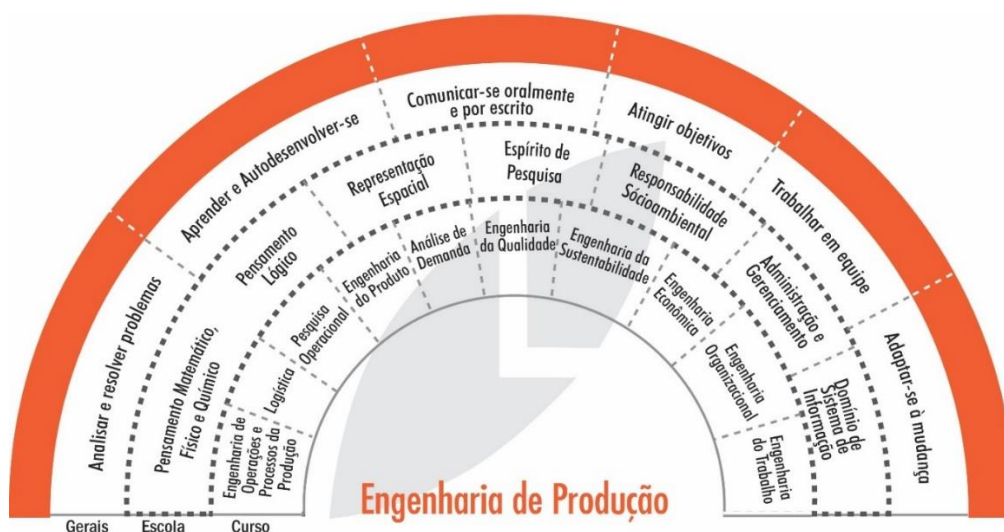 Analisar e resolver problemas
Aprender e Autodesenvolver-se
Comunicar-se oralmente
e por escrito
Atingir objetivos
Trabalhar em equipe
Adaptar-se à mudança
Pensamento Matemático,
Físico e Químico
Pensamento
Lógico
Representação
Espacial
Espírito de
Pesquisa
Responsabilidade
Sócioambiental
Administração e
Gerenciamento
Domínio de
Sistema de
Informação
Engenharia de
Operações e
Processos da
Produção
Logística
Pesquisa
Operacional
Engenharia
do Produto
Análise de
Demanda
Engenharia
da Qualidade
Engenharia da
Sustentabilidade
Engenharia
Econômica
Engenharia
Organizacional
Engenharia
do Trabalho
Engenharia de Produção
Gerais
Escola
Curso